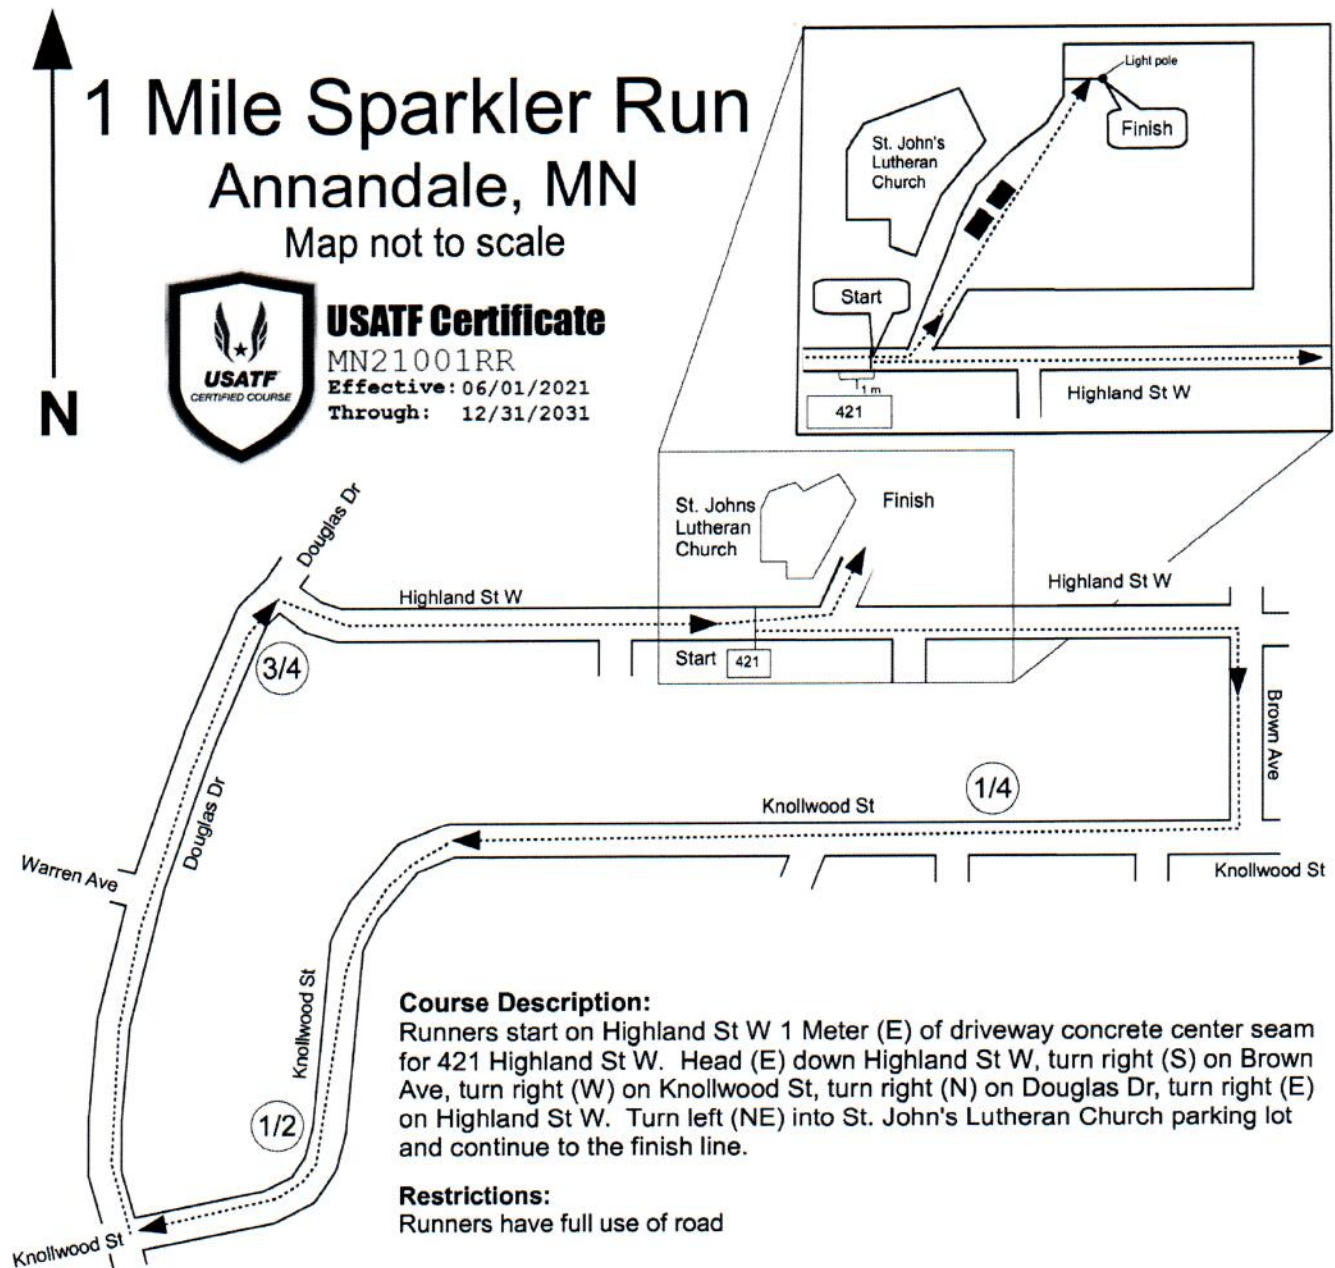 1 Mile Sparkler Run
Annandale, MN
Map not to scale
N
USATF
CERTIFIED COURSE
USATF Certificate
MN21001RR
Effective: 06/01/2021
Through: 12/31/2031
Light pole
Finish
St. John's
Lutheran
Church
Start
1 m
421
Highland St W
Douglas Dr
St. Johns
Lutheran
Church
Finish
Highland St W
Highland St W
Start
421
3/4
Brown Ave
1/4
Knollwood St
Douglas Dr
Warren Ave
Knollwood St
Knollwood St
1/2
Knollwood St
Course Description:
Runners start on Highland St W 1 Meter (E) of driveway concrete center seam
for 421 Highland St W. Head (E) down Highland St W, turn right (S) on Brown
Ave, turn right (W) on Knollwood St, turn right (N) on Douglas Dr, turn right (E)
on Highland St W. Turn left (NE) into St. John's Lutheran Church parking lot
and continue to the finish line.
Restrictions:
Runners have full use of road